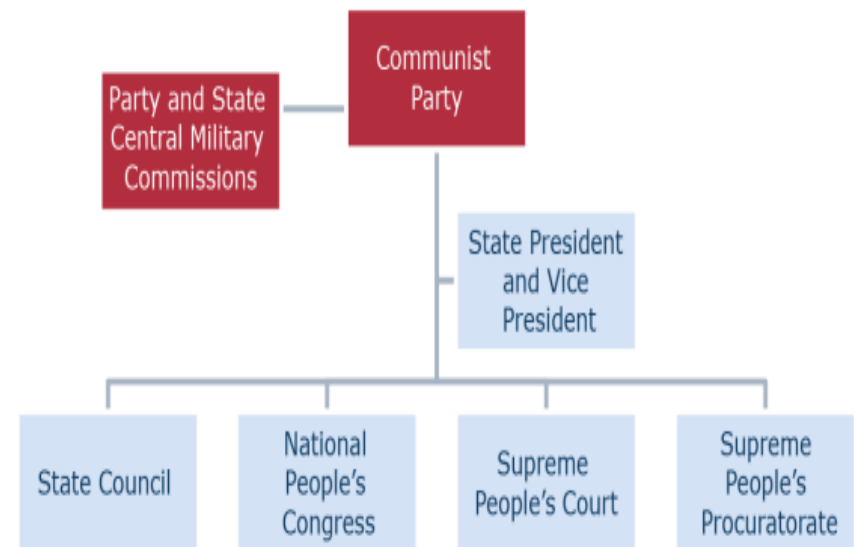 Communist
Party
Party and State
Central Military
Commissions
State President
and Vice
President
State Council
National
People’s
Congress
Supreme
People’s Court
Supreme
People’s
Procuratorate